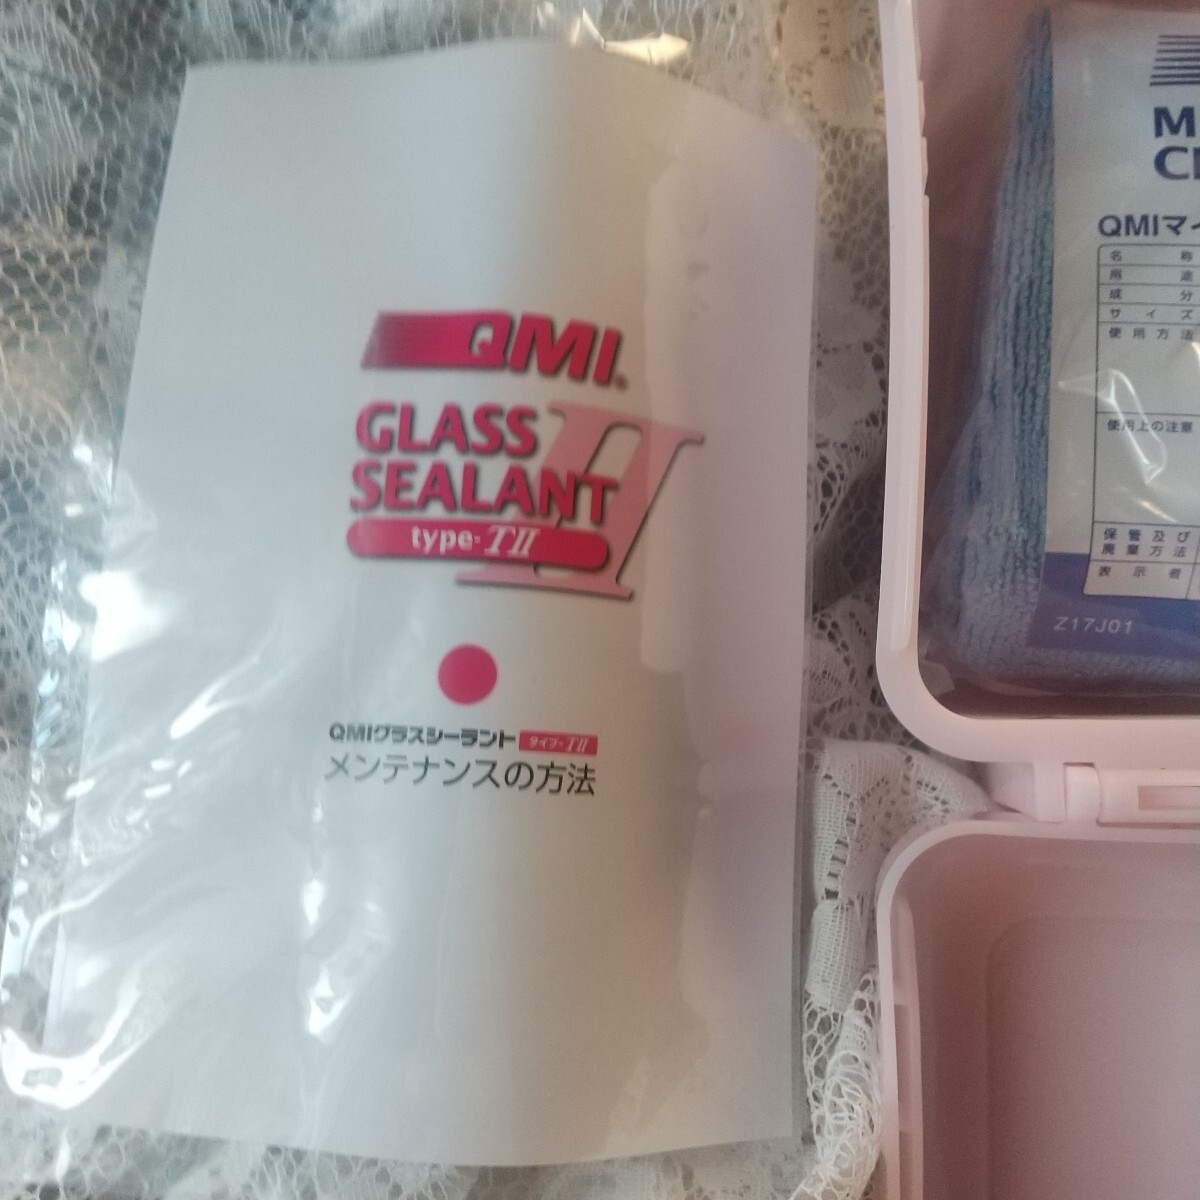 QMI®
GLASS
SEALANT
II
type-TII
QMIグラスシーラント タイプ-TII
メンテナンスの方法
QMIマイ
名称
用途
成分
サイズ
使用方法
使用上の注意
保管及び
廃棄方法
表示者
Z17J01